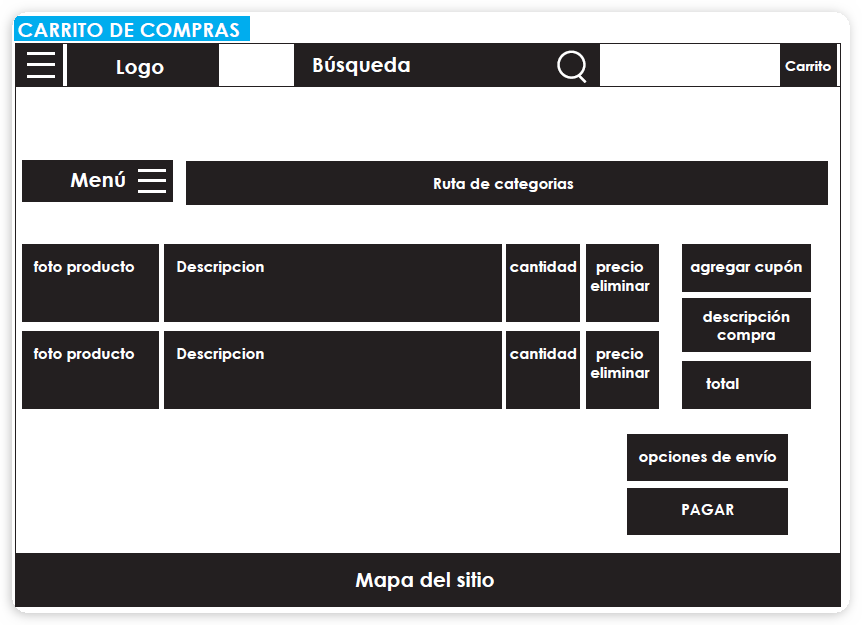 CARRITO DE COMPRAS
Logo
Búsqueda
Carrito
Menú
Ruta de categorias
foto producto
Descripcion
cantidad
precio
eliminar
agregar cupón
descripción
compra
foto producto
Descripcion
cantidad
precio
eliminar
total
opciones de envío
PAGAR
Mapa del sitio